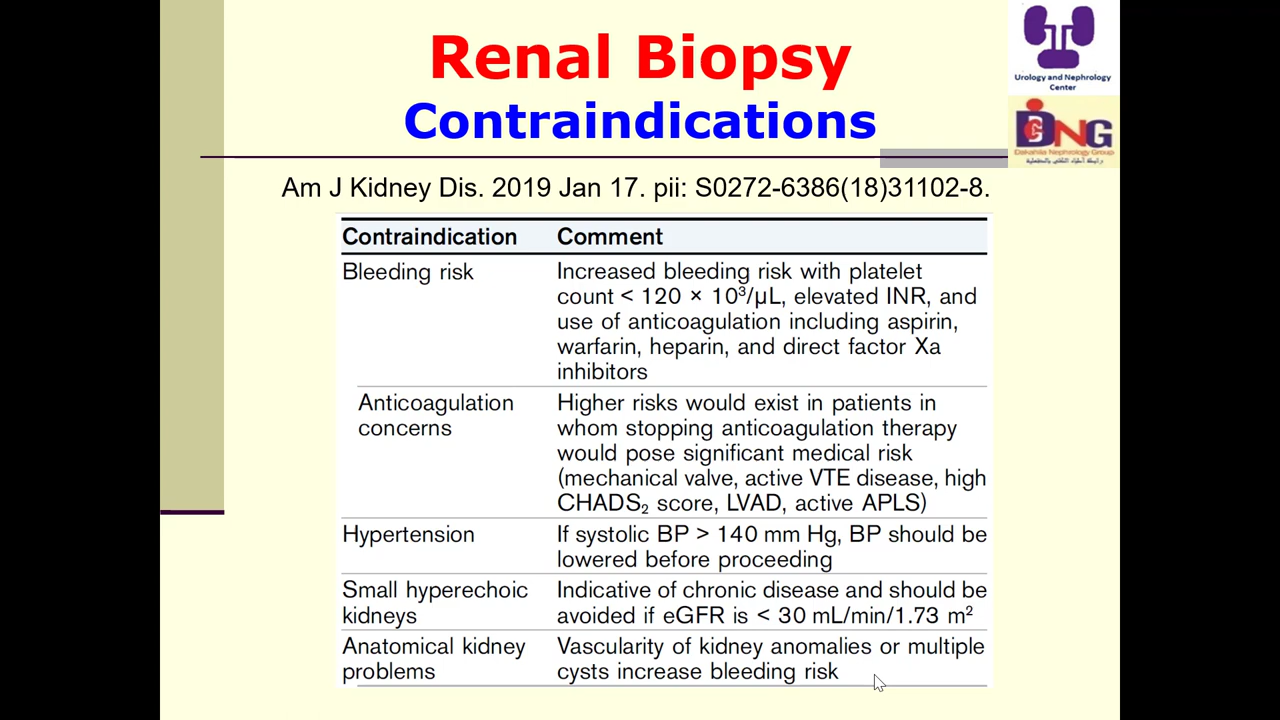 Renal Biopsy
Contraindications
Urology and Nephrology
Center
DNG
Dakahlia Nephrology Group
Am J Kidney Dis. 2019 Jan 17. pii: S0272-6386(18)31102-8.
Contraindication Comment
Bleeding risk Increased bleeding risk with platelet
count < 120 × 10³/µL, elevated INR, and
use of anticoagulation including aspirin,
warfarin, heparin, and direct factor Xa
inhibitors
Anticoagulation Higher risks would exist in patients in
concerns whom stopping anticoagulation therapy
would pose significant medical risk
(mechanical valve, active VTE disease, high
CHADS₂ score, LVAD, active APLS)
Hypertension If systolic BP > 140 mm Hg, BP should be
lowered before proceeding
Small hyperechoic Indicative of chronic disease and should be
kidneys avoided if eGFR is < 30 mL/min/1.73 m²
Anatomical kidney Vascularity of kidney anomalies or multiple
problems cysts increase bleeding risk